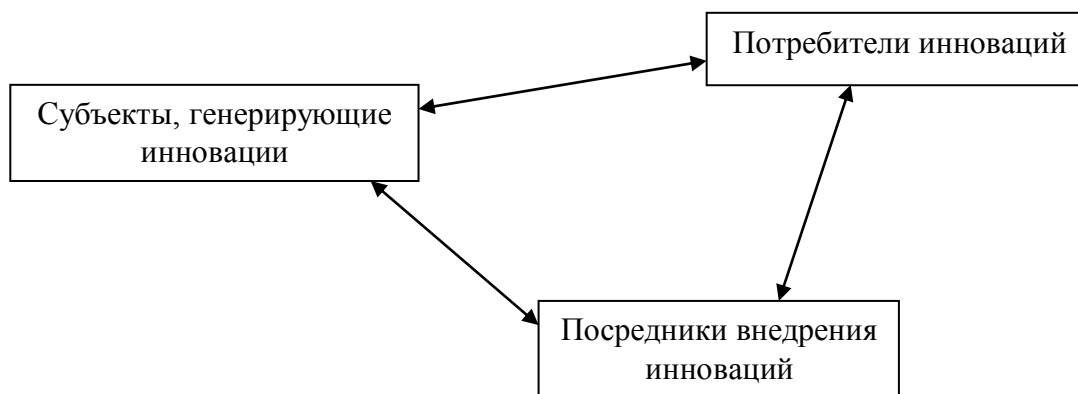 Потребители инноваций
Субъекты, генерирующие
инновации
Посредники внедрения
инноваций